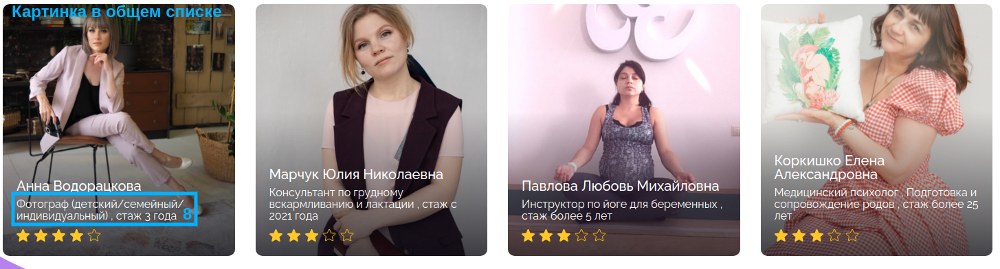 Картинка в общем списке
Анна Водорацкова
Фотограф (детский/семейный/
индивидуальный) , стаж 3 года 8
Марчук Юлия Николаевна
Консультант по грудному
вскармливанию и лактации , стаж с
2021 года
Павлова Любовь Михайловна
Инструктор по йоге для беременных ,
стаж более 5 лет
Коркишко Елена
Александровна
Медицинский психолог , Подготовка и
сопровождение родов , стаж более 25
лет